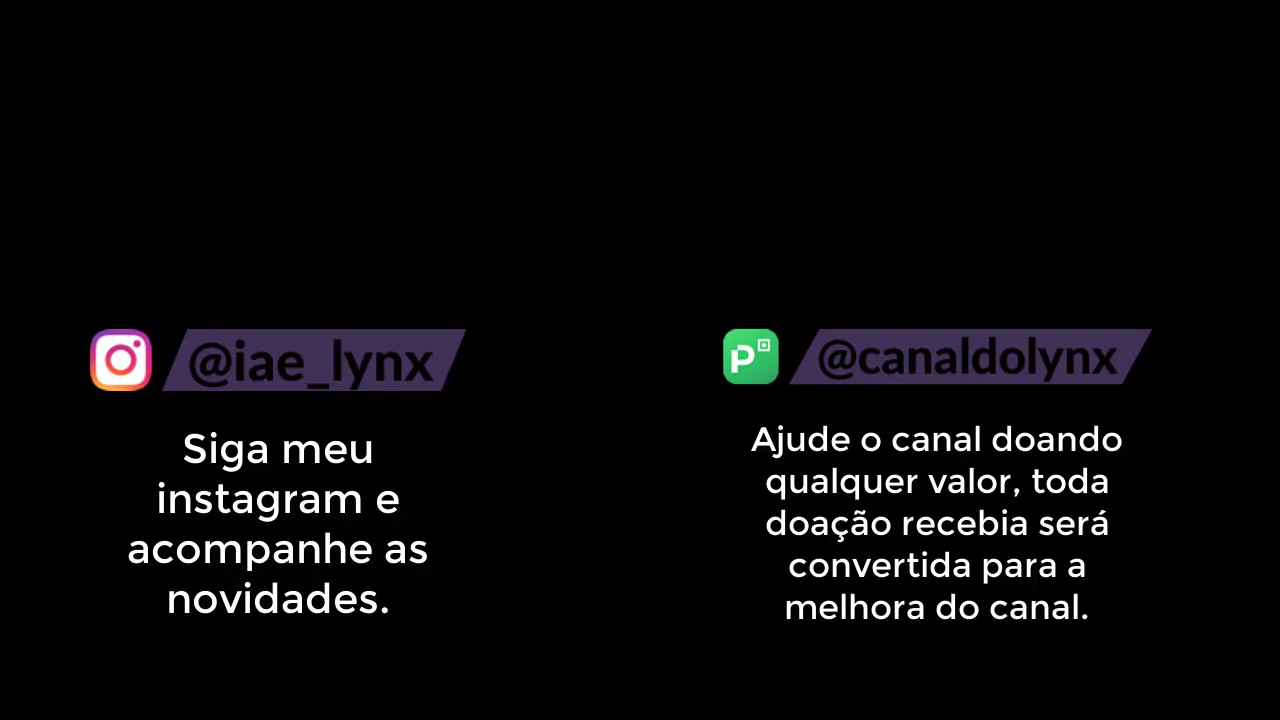 @iae_lynx
Siga meu
instagram e
acompanhe as
novidades.
P
@canaldolynx
Ajude o canal doando
qualquer valor, toda
doação recebia será
convertida para a
melhora do canal.